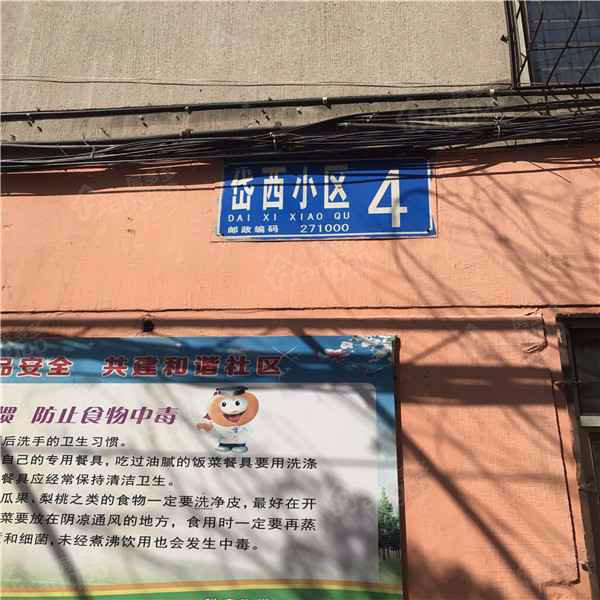 岱西小区 4
DAI XI XIAO QU
邮政编码 271000
品安全 共建和谐社区
惯 防止食物中毒
后洗手的卫生习惯。
自己的专用餐具，吃过油腻的饭菜餐具要用洗涤
餐具应经常保持清洁卫生。
瓜果、梨桃之类的食物一定要洗净皮，最好在开
菜要放在阴凉通风的地方，食用时一定要再蒸
和细菌，未经煮沸饮用也会发生中毒。